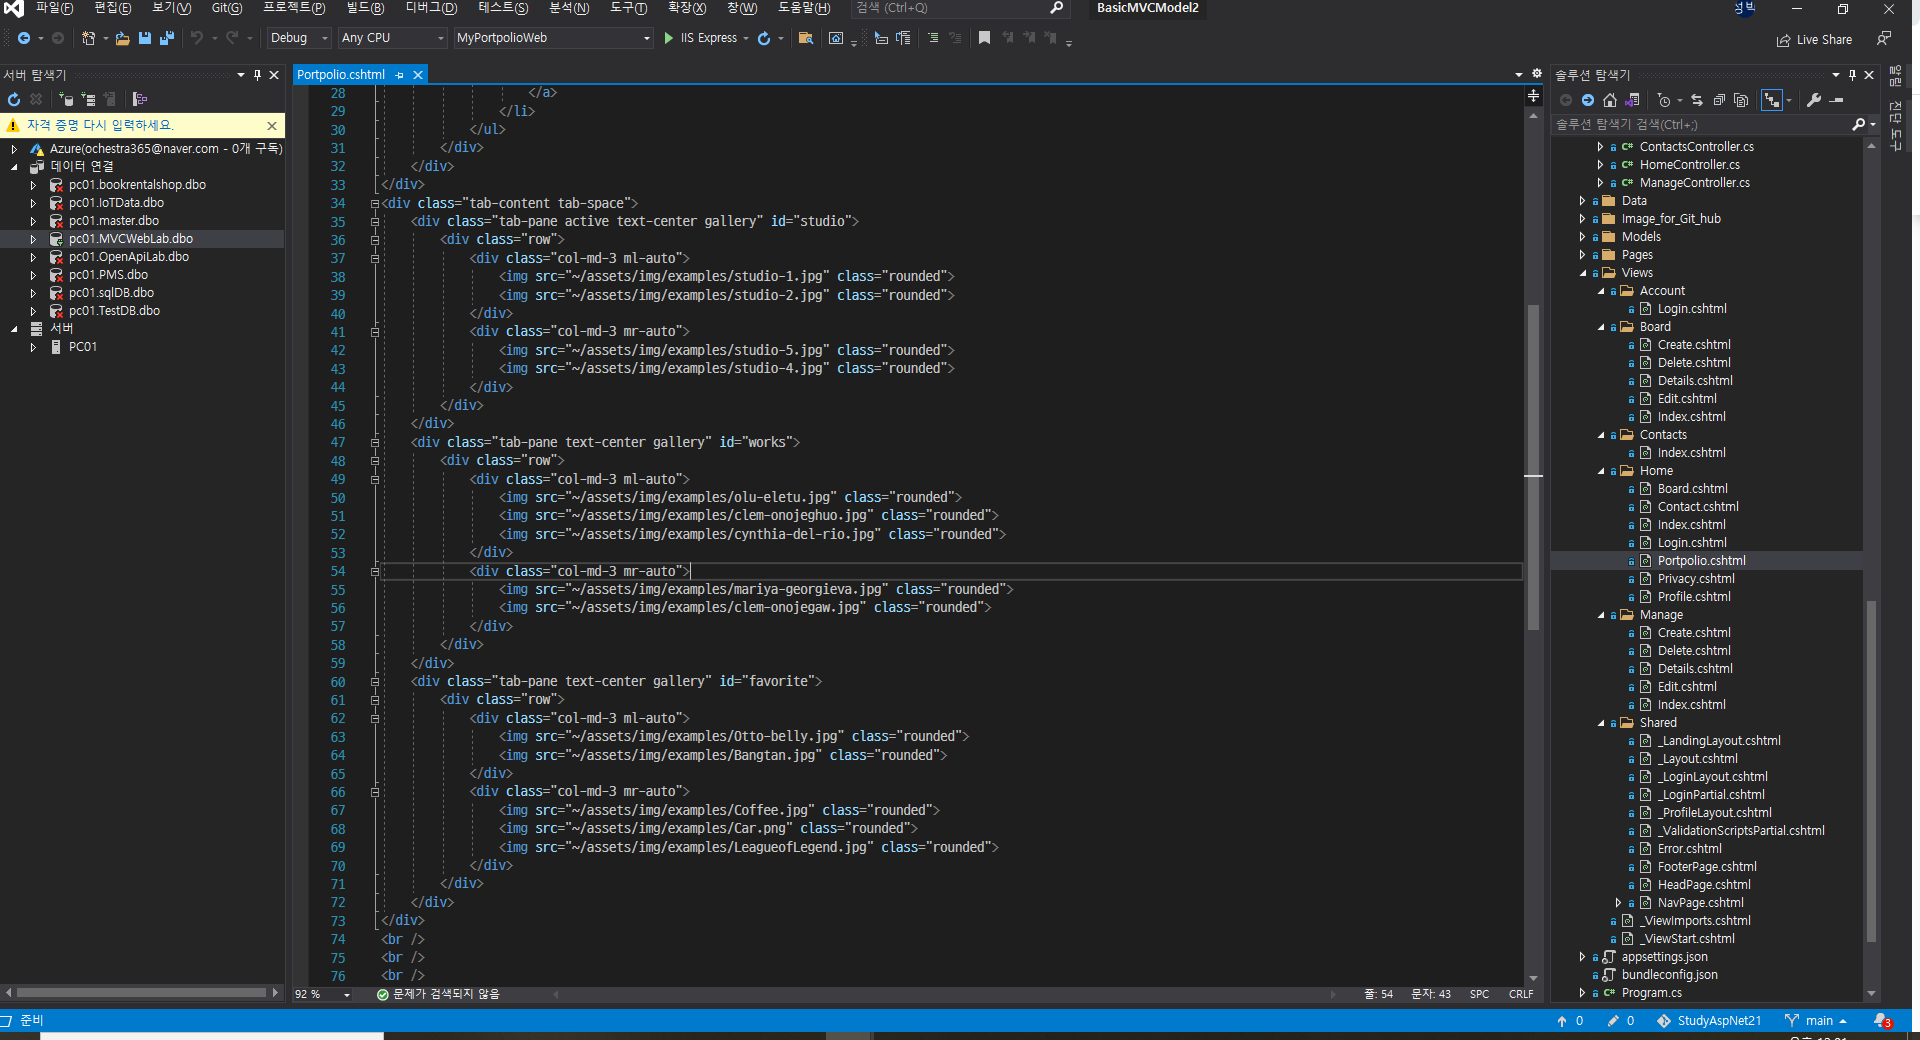 파일(F) 편집(E) 보기(V) Git(G) 프로젝트(P) 빌드(B) 디버그(D) 테스트(S) 분석(N) 도구(T) 확장(X) 창(W) 도움말(H) 검색 (Ctrl+Q) BasicMVCModel2 성빅
Debug Any CPU MyPortpolioWeb IIS Express Live Share
서버 탐색기
자격 증명 다시 입력하세요.
Azure(ochestra365@naver.com - 0개 구독)
데이터 연결
pc01.bookrentalshop.dbo
pc01.IoTData.dbo
pc01.master.dbo
pc01.MVCWebLab.dbo
pc01.OpenApiLab.dbo
pc01.PMS.dbo
pc01.sqlDB.dbo
pc01.TestDB.dbo
서버
PC01
Portpolio.cshtml
28 </a>
29 </li>
30 </ul>
31 </div>
32 </div>
33 </div>
34 <div class="tab-content tab-space">
35 <div class="tab-pane active text-center gallery" id="studio">
36 <div class="row">
37 <div class="col-md-3 ml-auto">
38 <img src="~/assets/img/examples/studio-1.jpg" class="rounded">
39 <img src="~/assets/img/examples/studio-2.jpg" class="rounded">
40 </div>
41 <div class="col-md-3 mr-auto">
42 <img src="~/assets/img/examples/studio-5.jpg" class="rounded">
43 <img src="~/assets/img/examples/studio-4.jpg" class="rounded">
44 </div>
45 </div>
46 </div>
47 <div class="tab-pane text-center gallery" id="works">
48 <div class="row">
49 <div class="col-md-3 ml-auto">
50 <img src="~/assets/img/examples/olu-eletu.jpg" class="rounded">
51 <img src="~/assets/img/examples/clem-onojeghuo.jpg" class="rounded">
52 <img src="~/assets/img/examples/cynthia-del-rio.jpg" class="rounded">
53 </div>
54 <div class="col-md-3 mr-auto">
55 <img src="~/assets/img/examples/mariya-georgieva.jpg" class="rounded">
56 <img src="~/assets/img/examples/clem-onojegaw.jpg" class="rounded">
57 </div>
58 </div>
59 </div>
60 <div class="tab-pane text-center gallery" id="favorite">
61 <div class="row">
62 <div class="col-md-3 ml-auto">
63 <img src="~/assets/img/examples/Otto-belly.jpg" class="rounded">
64 <img src="~/assets/img/examples/Bangtan.jpg" class="rounded">
65 </div>
66 <div class="col-md-3 mr-auto">
67 <img src="~/assets/img/examples/Coffee.jpg" class="rounded">
68 <img src="~/assets/img/examples/Car.png" class="rounded">
69 <img src="~/assets/img/examples/LeagueofLegend.jpg" class="rounded">
70 </div>
71 </div>
72 </div>
73 </div>
74 <br />
75 <br />
76 <br />
92 % 문제가 검색되지 않음 줄: 54 문자: 43 SPC CRLF
솔루션 탐색기
솔루션 탐색기 검색(Ctrl+;)
ContactsController.cs
HomeController.cs
ManageController.cs
Data
Image_for_Git_hub
Models
Pages
Views
Account
Login.cshtml
Board
Create.cshtml
Delete.cshtml
Details.cshtml
Edit.cshtml
Index.cshtml
Contacts
Index.cshtml
Home
Board.cshtml
Contact.cshtml
Index.cshtml
Login.cshtml
Portpolio.cshtml
Privacy.cshtml
Profile.cshtml
Manage
Create.cshtml
Delete.cshtml
Details.cshtml
Edit.cshtml
Index.cshtml
Shared
_LandingLayout.cshtml
_Layout.cshtml
_LoginLayout.cshtml
_LoginPartial.cshtml
_ProfileLayout.cshtml
_ValidationScriptsPartial.cshtml
Error.cshtml
FooterPage.cshtml
HeadPage.cshtml
NavPage.cshtml
_ViewImports.cshtml
_ViewStart.cshtml
appsettings.json
bundleconfig.json
Program.cs
알림
진단 도구
준비 0 0 StudyAspNet21 main 3